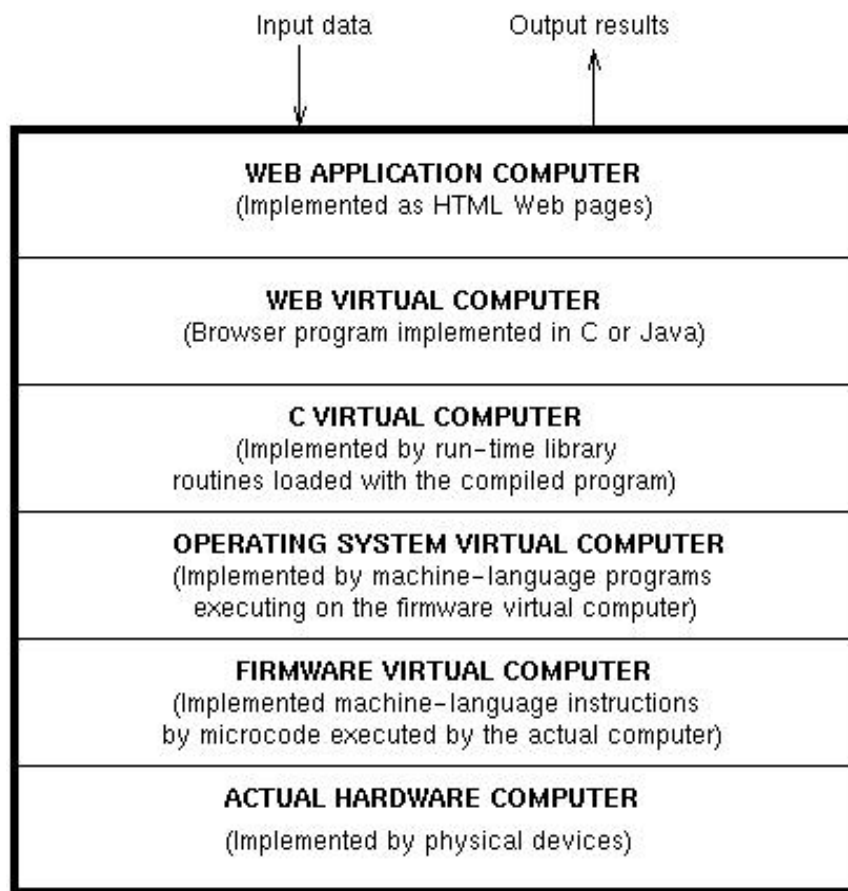 Input data
Output results
WEB APPLICATION COMPUTER
(Implemented as HTML Web pages)
WEB VIRTUAL COMPUTER
(Browser program implemented in C or Java)
C VIRTUAL COMPUTER
(Implemented by run-time library
routines loaded with the compiled program)
OPERATING SYSTEM VIRTUAL COMPUTER
(Implemented by machine-language programs
executing on the firmware virtual computer)
FIRMWARE VIRTUAL COMPUTER
(Implemented machine-language instructions
by microcode executed by the actual computer)
ACTUAL HARDWARE COMPUTER
(Implemented by physical devices)